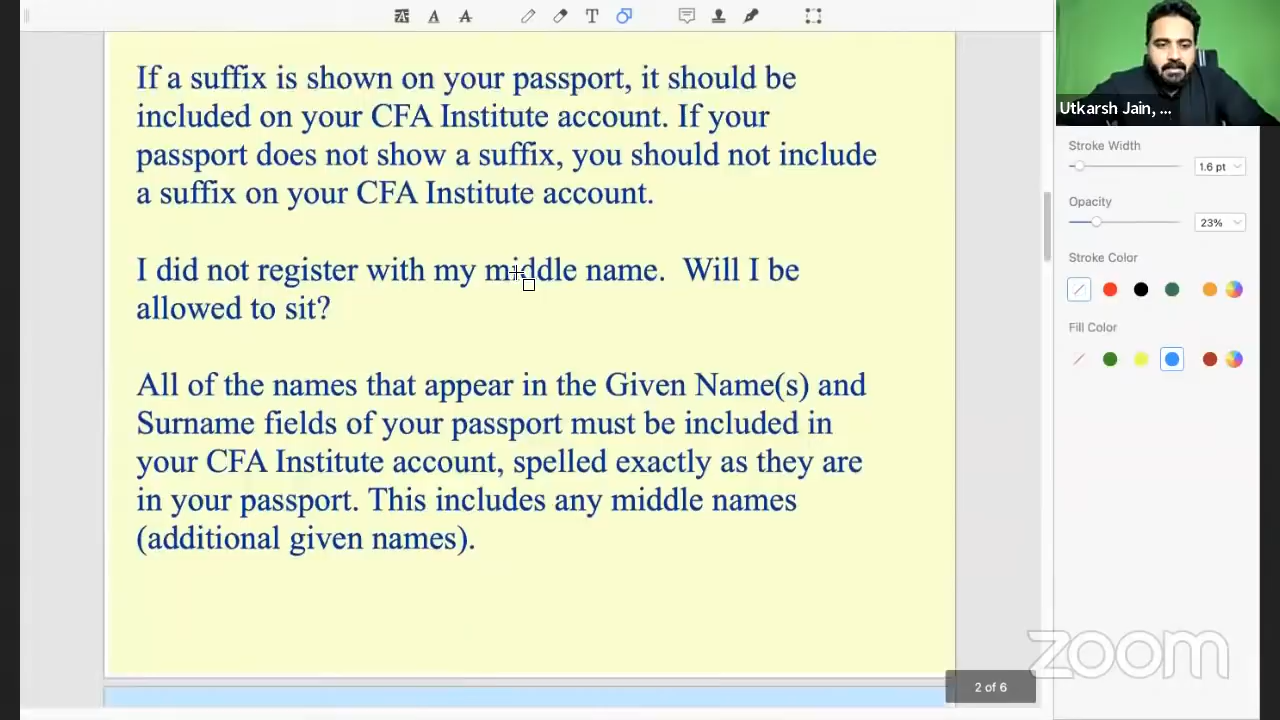 T
Utkarsh Jain, ...
If a suffix is shown on your passport, it should be
included on your CFA Institute account. If your
passport does not show a suffix, you should not include
a suffix on your CFA Institute account.
I did not register with my middle name.  Will I be
allowed to sit?
All of the names that appear in the Given Name(s) and
Surname fields of your passport must be included in
your CFA Institute account, spelled exactly as they are
in your passport. This includes any middle names
(additional given names).
Stroke Width
1.6 pt
Opacity
23%
Stroke Color
Fill Color
zoom
2 of 6